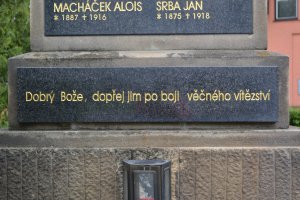 MACHÁČEK ALOIS SRBA JAN
* 1887 + 1916 * 1875 + 1918
Dobrý Bože, dopřej jim po boji věčného vítězství